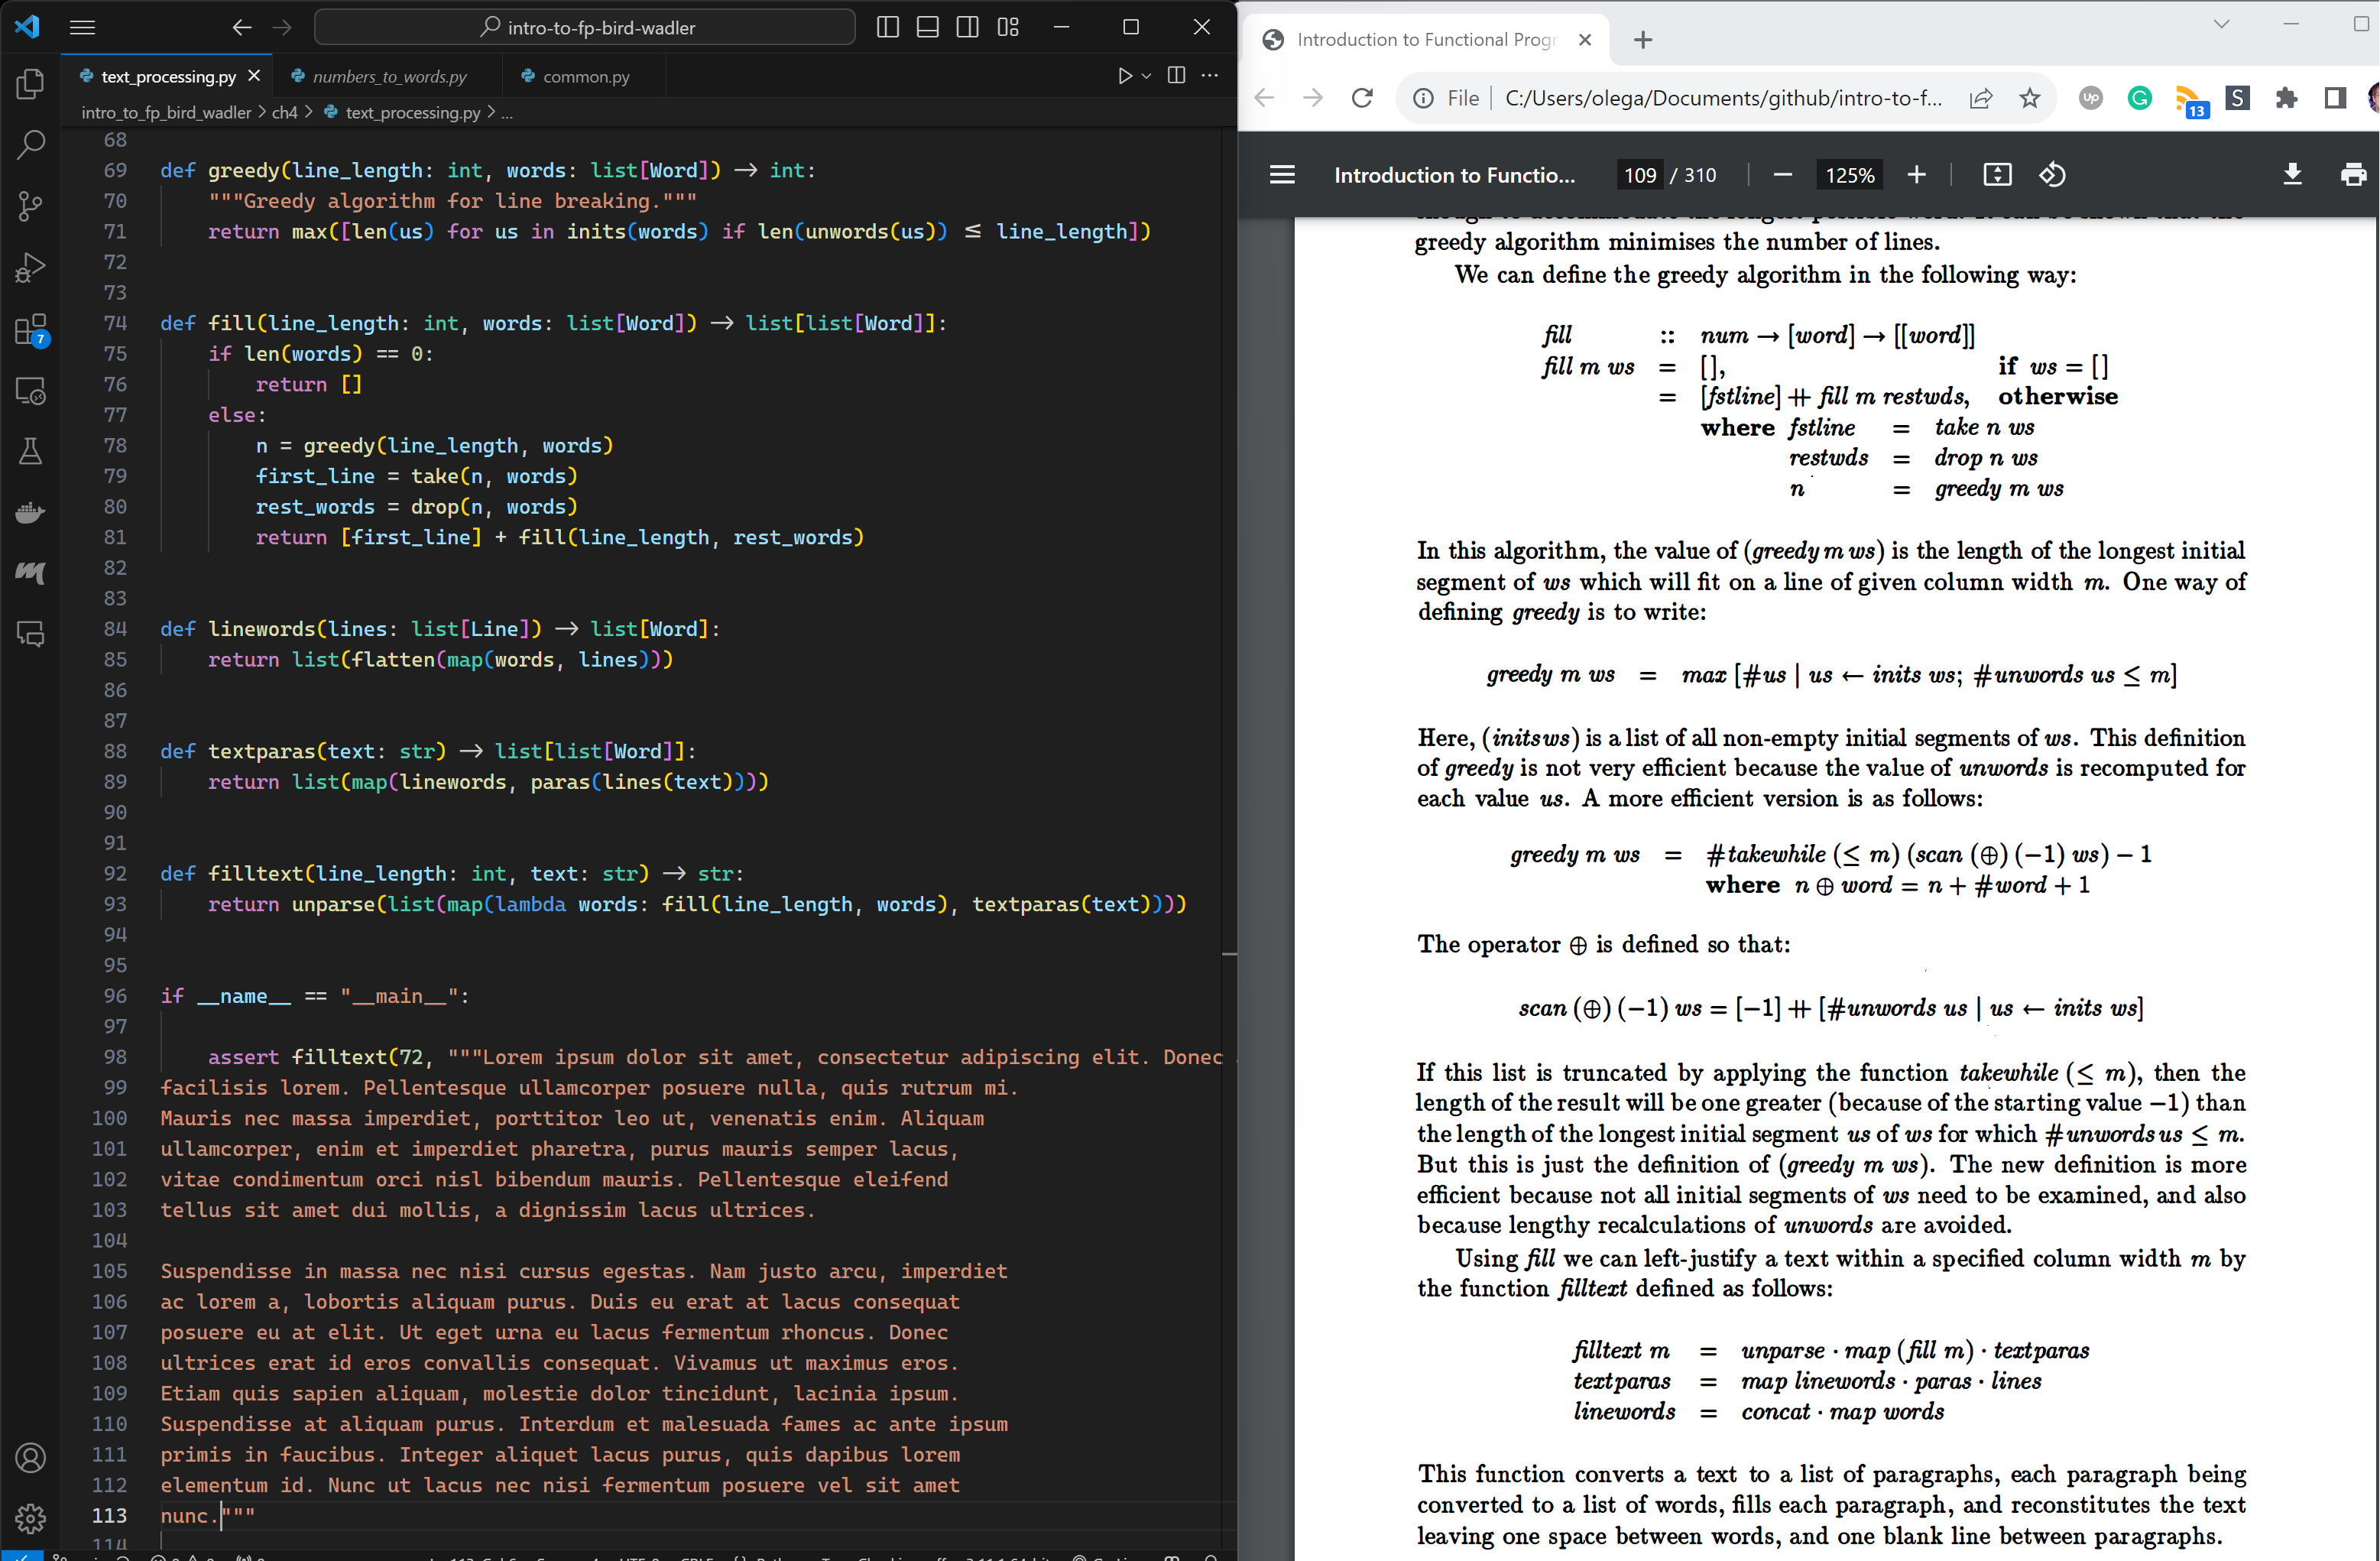 intro-to-fp-bird-wadler
text_processing.py
numbers_to_words.py
common.py
intro_to_fp_bird_wadler > ch4 > text_processing.py > ...
68
69 def greedy(line_length: int, words: list[Word]) → int:
70 """Greedy algorithm for line breaking."""
71 return max([len(us) for us in inits(words) if len(unwords(us)) ≤ line_length])
72
73
74 def fill(line_length: int, words: list[Word]) → list[list[Word]]:
75 if len(words) == 0:
76 return []
77 else:
78 n = greedy(line_length, words)
79 first_line = take(n, words)
80 rest_words = drop(n, words)
81 return [first_line] + fill(line_length, rest_words)
82
83
84 def linewords(lines: list[Line]) → list[Word]:
85 return list(flatten(map(words, lines)))
86
87
88 def textparas(text: str) → list[list[Word]]:
89 return list(map(linewords, paras(lines(text))))
90
91
92 def filltext(line_length: int, text: str) → str:
93 return unparse(list(map(lambda words: fill(line_length, words), textparas(text))))
94
95
96 if __name__ == "__main__":
97
98 assert filltext(72, """Lorem ipsum dolor sit amet, consectetur adipiscing elit. Donec
99 facilisis lorem. Pellentesque ullamcorper posuere nulla, quis rutrum mi.
100 Mauris nec massa imperdiet, porttitor leo ut, venenatis enim. Aliquam
101 ullamcorper, enim et imperdiet pharetra, purus mauris semper lacus,
102 vitae condimentum orci nisl bibendum mauris. Pellentesque eleifend
103 tellus sit amet dui mollis, a dignissim lacus ultrices.
104
105 Suspendisse in massa nec nisi cursus egestas. Nam justo arcu, imperdiet
106 ac lorem a, lobortis aliquam purus. Duis eu erat at lacus consequat
107 posuere eu at elit. Ut eget urna eu lacus fermentum rhoncus. Donec
108 ultrices erat id eros convallis consequat. Vivamus ut maximus eros.
109 Etiam quis sapien aliquam, molestie dolor tincidunt, lacinia ipsum.
110 Suspendisse at aliquam purus. Interdum et malesuada fames ac ante ipsum
111 primis in faucibus. Integer aliquet lacus purus, quis dapibus lorem
112 elementum id. Nunc ut lacus nec nisi fermentum posuere vel sit amet
113 nunc."""
114
7
Introduction to Functional Progr
File | C:/Users/olega/Documents/github/intro-to-f...
Up
G
13
S
Introduction to Functio... 109 / 310 125%
greedy algorithm minimises the number of lines.
We can define the greedy algorithm in the following way:
fill :: num → [word] → [[word]]
fill m ws = [], if ws = []
= [fstline] ++ fill m restwds, otherwise
where fstline = take n ws
restwds = drop n ws
n = greedy m ws
In this algorithm, the value of (greedy m ws) is the length of the longest initial
segment of ws which will fit on a line of given column width m. One way of
defining greedy is to write:
greedy m ws = max [#us | us ← inits ws; #unwords us ≤ m]
Here, (inits ws) is a list of all non-empty initial segments of ws. This definition
of greedy is not very efficient because the value of unwords is recomputed for
each value us. A more efficient version is as follows:
greedy m ws = #takewhile (≤ m) (scan (⊕) (−1) ws) − 1
where n ⊕ word = n + #word + 1
The operator ⊕ is defined so that:
scan (⊕) (−1) ws = [−1] ++ [#unwords us | us ← inits ws]
If this list is truncated by applying the function takewhile (≤ m), then the
length of the result will be one greater (because of the starting value −1) than
the length of the longest initial segment us of ws for which #unwords us ≤ m.
But this is just the definition of (greedy m ws). The new definition is more
efficient because not all initial segments of ws need to be examined, and also
because lengthy recalculations of unwords are avoided.
Using fill we can left-justify a text within a specified column width m by
the function filltext defined as follows:
filltext m = unparse · map (fill m) · textparas
textparas = map linewords · paras · lines
linewords = concat · map words
This function converts a text to a list of paragraphs, each paragraph being
converted to a list of words, fills each paragraph, and reconstitutes the text
leaving one space between words, and one blank line between paragraphs.